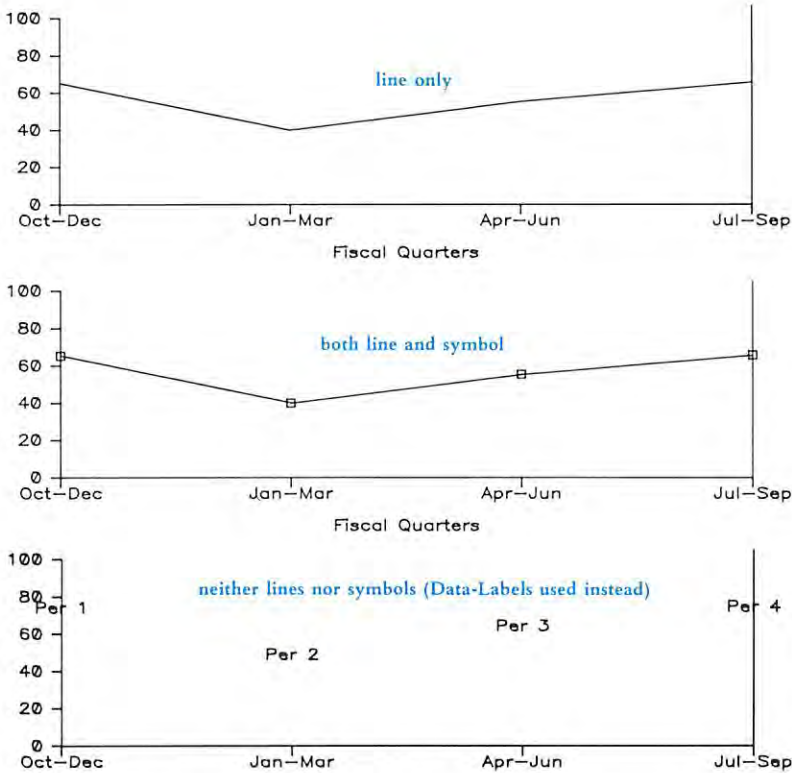 100
80
line only
60
40
20
0
Oct-Dec Jan-Mar Apr-Jun Jul-Sep
Fiscal Quarters
100
80
both line and symbol
60
40
20
0
Oct-Dec Jan-Mar Apr-Jun Jul-Sep
Fiscal Quarters
100
80
neither lines nor symbols (Data-Labels used instead)
Per 1 Per 4
Per 3
60
Per 2
40
20
0
Oct-Dec Jan-Mar Apr-Jun Jul-Sep